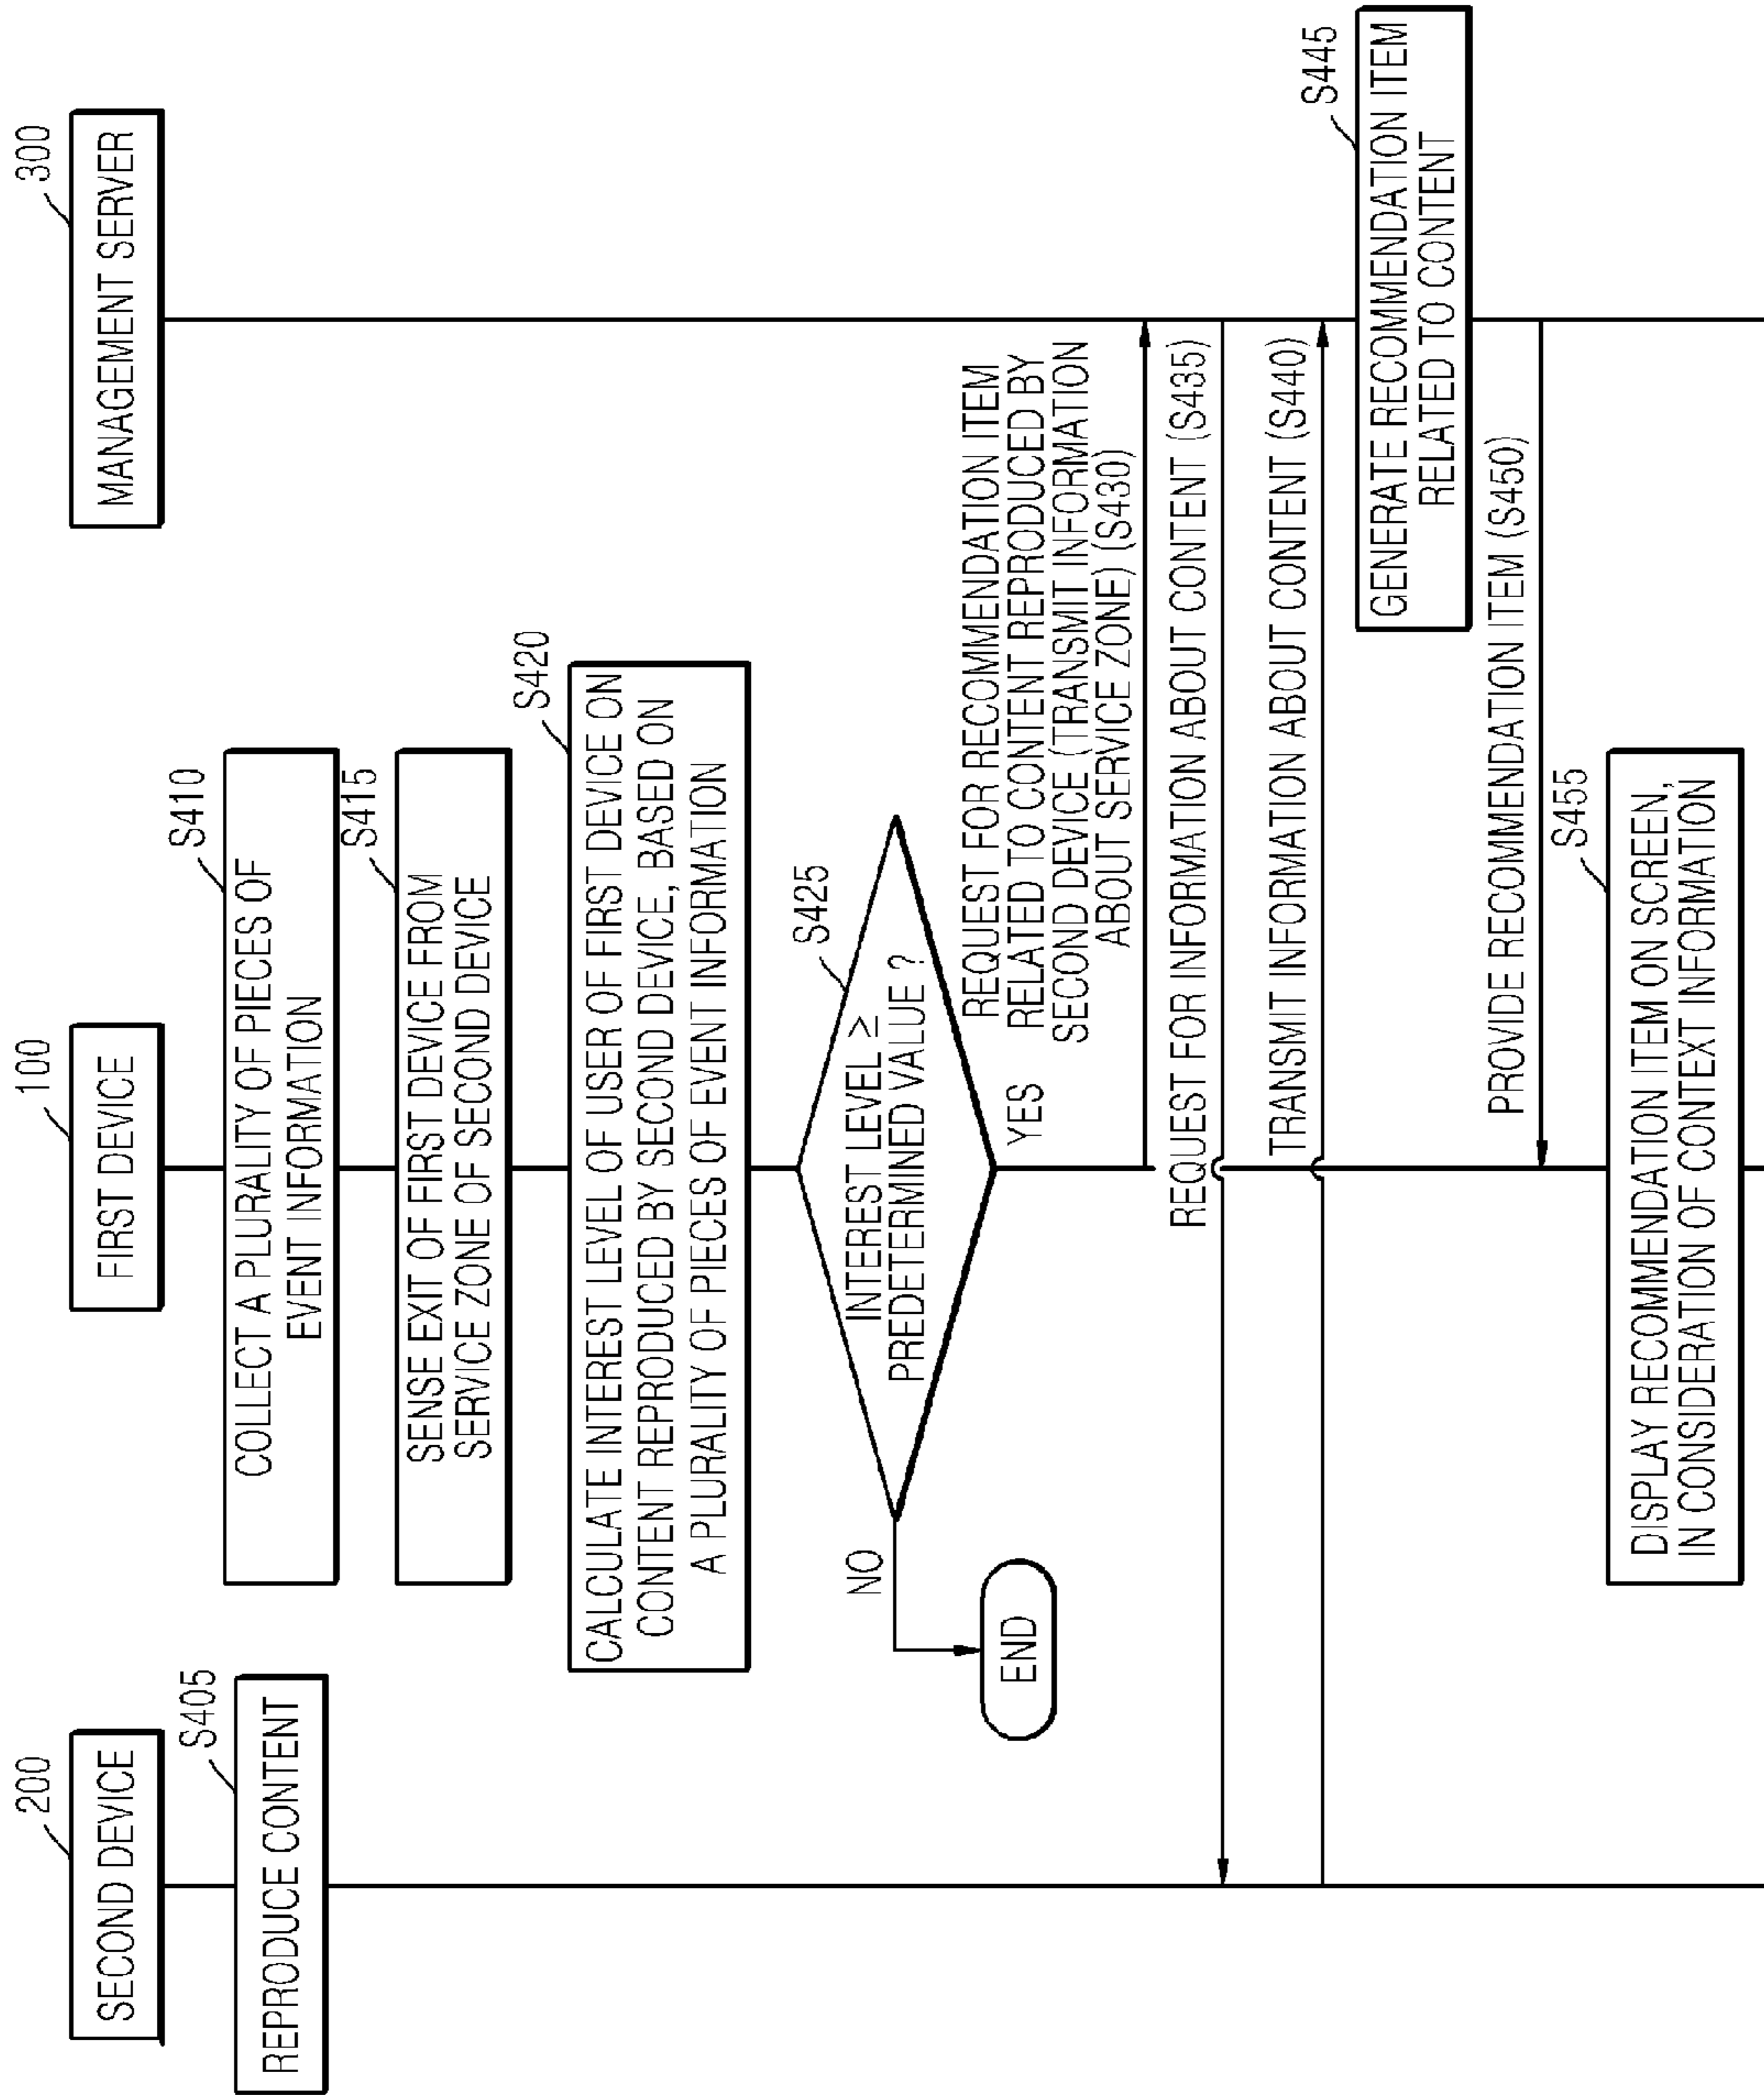 200
SECOND DEVICE
100
FIRST DEVICE
300
MANAGEMENT SERVER
S405
REPRODUCE CONTENT
S410
COLLECT A PLURALITY OF PIECES OF
EVENT INFORMATION
S415
SENSE EXIT OF FIRST DEVICE FROM
SERVICE ZONE OF SECOND DEVICE
S420
CALCULATE INTEREST LEVEL OF USER OF FIRST DEVICE ON
CONTENT REPRODUCED BY SECOND DEVICE, BASED ON
A PLURALITY OF PIECES OF EVENT INFORMATION
S425
INTEREST LEVEL ≥
PREDETERMINED VALUE ?
NO
END
YES
REQUEST FOR RECOMMENDATION ITEM
RELATED TO CONTENT REPRODUCED BY
SECOND DEVICE (TRANSMIT INFORMATION
ABOUT SERVICE ZONE) (S430)
REQUEST FOR INFORMATION ABOUT CONTENT (S435)
TRANSMIT INFORMATION ABOUT CONTENT (S440)
S445
GENERATE RECOMMENDATION ITEM
RELATED TO CONTENT
PROVIDE RECOMMENDATION ITEM (S450)
S455
DISPLAY RECOMMENDATION ITEM ON SCREEN,
IN CONSIDERATION OF CONTEXT INFORMATION